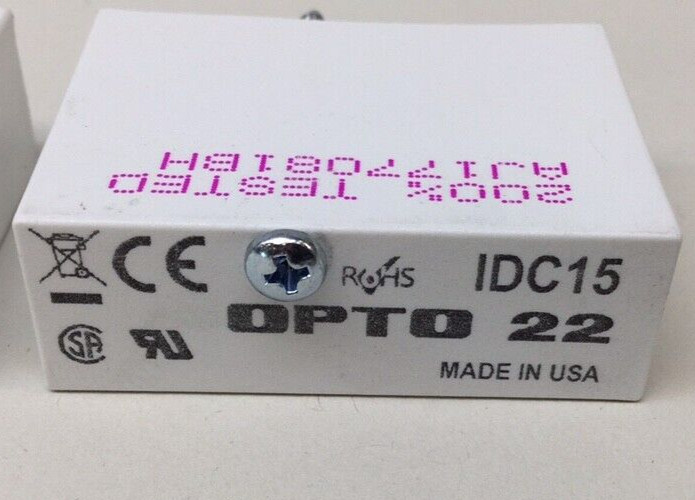 200% TESTED
CE
RoHS
IDC15
OPTO 22
MADE IN USA